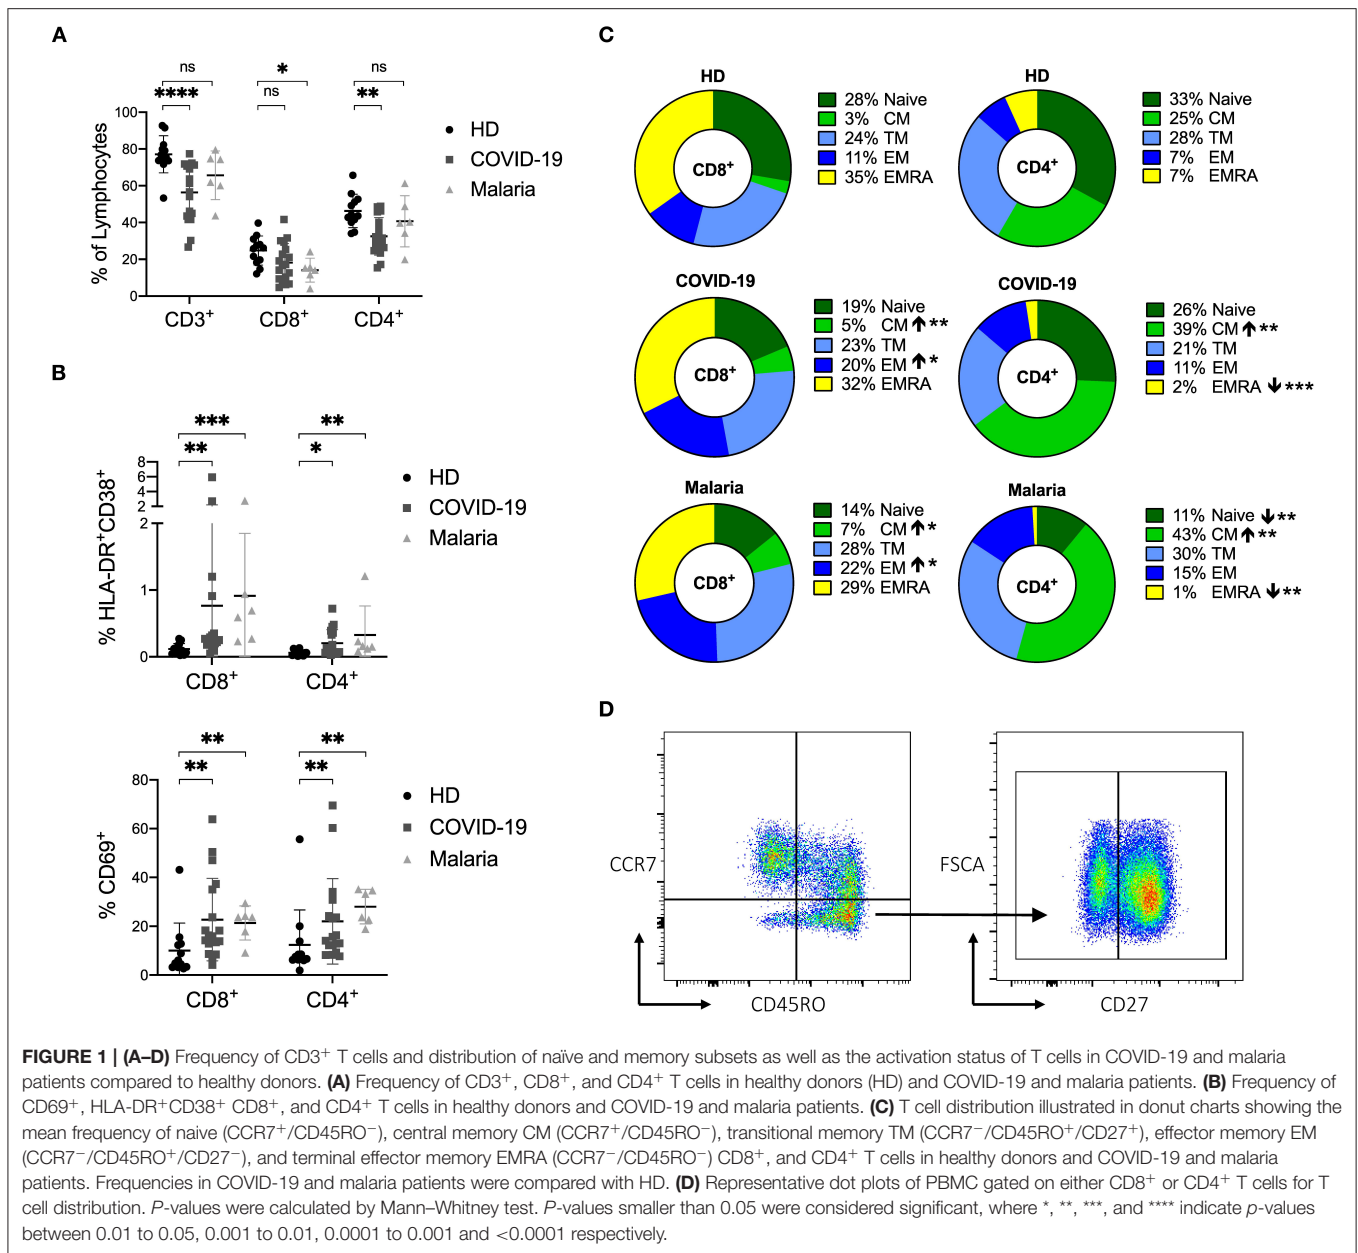 A
ns
*
ns
****
ns
**
100
80
60
40
20
0
% of Lymphocytes
CD3+
CD8+
CD4+
HD
COVID-19
Malaria
B
***
**
**
*
8
6
4
2
2
1
0
% HLA-DR+CD38+
CD8+
CD4+
HD
COVID-19
Malaria
**
**
**
**
80
60
40
20
0
% CD69+
CD8+
CD4+
HD
COVID-19
Malaria
C
HD
CD8+
28% Naive
3% CM
24% TM
11% EM
35% EMRA
HD
CD4+
33% Naive
25% CM
28% TM
7% EM
7% EMRA
COVID-19
CD8+
19% Naive
5% CM ↑ **
23% TM
20% EM ↑ *
32% EMRA
COVID-19
CD4+
26% Naive
39% CM ↑ **
21% TM
11% EM
2% EMRA ↓ ***
Malaria
CD8+
14% Naive
7% CM ↑ *
28% TM
22% EM ↑ *
29% EMRA
Malaria
CD4+
11% Naive ↓ **
43% CM ↑ **
30% TM
15% EM
1% EMRA ↓ **
D
CCR7
CD45RO
FSCA
CD27
FIGURE 1 | (A–D) Frequency of CD3+ T cells and distribution of naïve and memory subsets as well as the activation status of T cells in COVID-19 and malaria
patients compared to healthy donors. (A) Frequency of CD3+, CD8+, and CD4+ T cells in healthy donors (HD) and COVID-19 and malaria patients. (B) Frequency of
CD69+, HLA-DR+CD38+ CD8+, and CD4+ T cells in healthy donors and COVID-19 and malaria patients. (C) T cell distribution illustrated in donut charts showing the
mean frequency of naive (CCR7+/CD45RO−), central memory CM (CCR7+/CD45RO−), transitional memory TM (CCR7−/CD45RO+/CD27+), effector memory EM
(CCR7−/CD45RO+/CD27−), and terminal effector memory EMRA (CCR7−/CD45RO−) CD8+, and CD4+ T cells in healthy donors and COVID-19 and malaria
patients. Frequencies in COVID-19 and malaria patients were compared with HD. (D) Representative dot plots of PBMC gated on either CD8+ or CD4+ T cells for T
cell distribution. P-values were calculated by Mann–Whitney test. P-values smaller than 0.05 were considered significant, where *, **, ***, and **** indicate p-values
between 0.01 to 0.05, 0.001 to 0.01, 0.0001 to 0.001 and <0.0001 respectively.